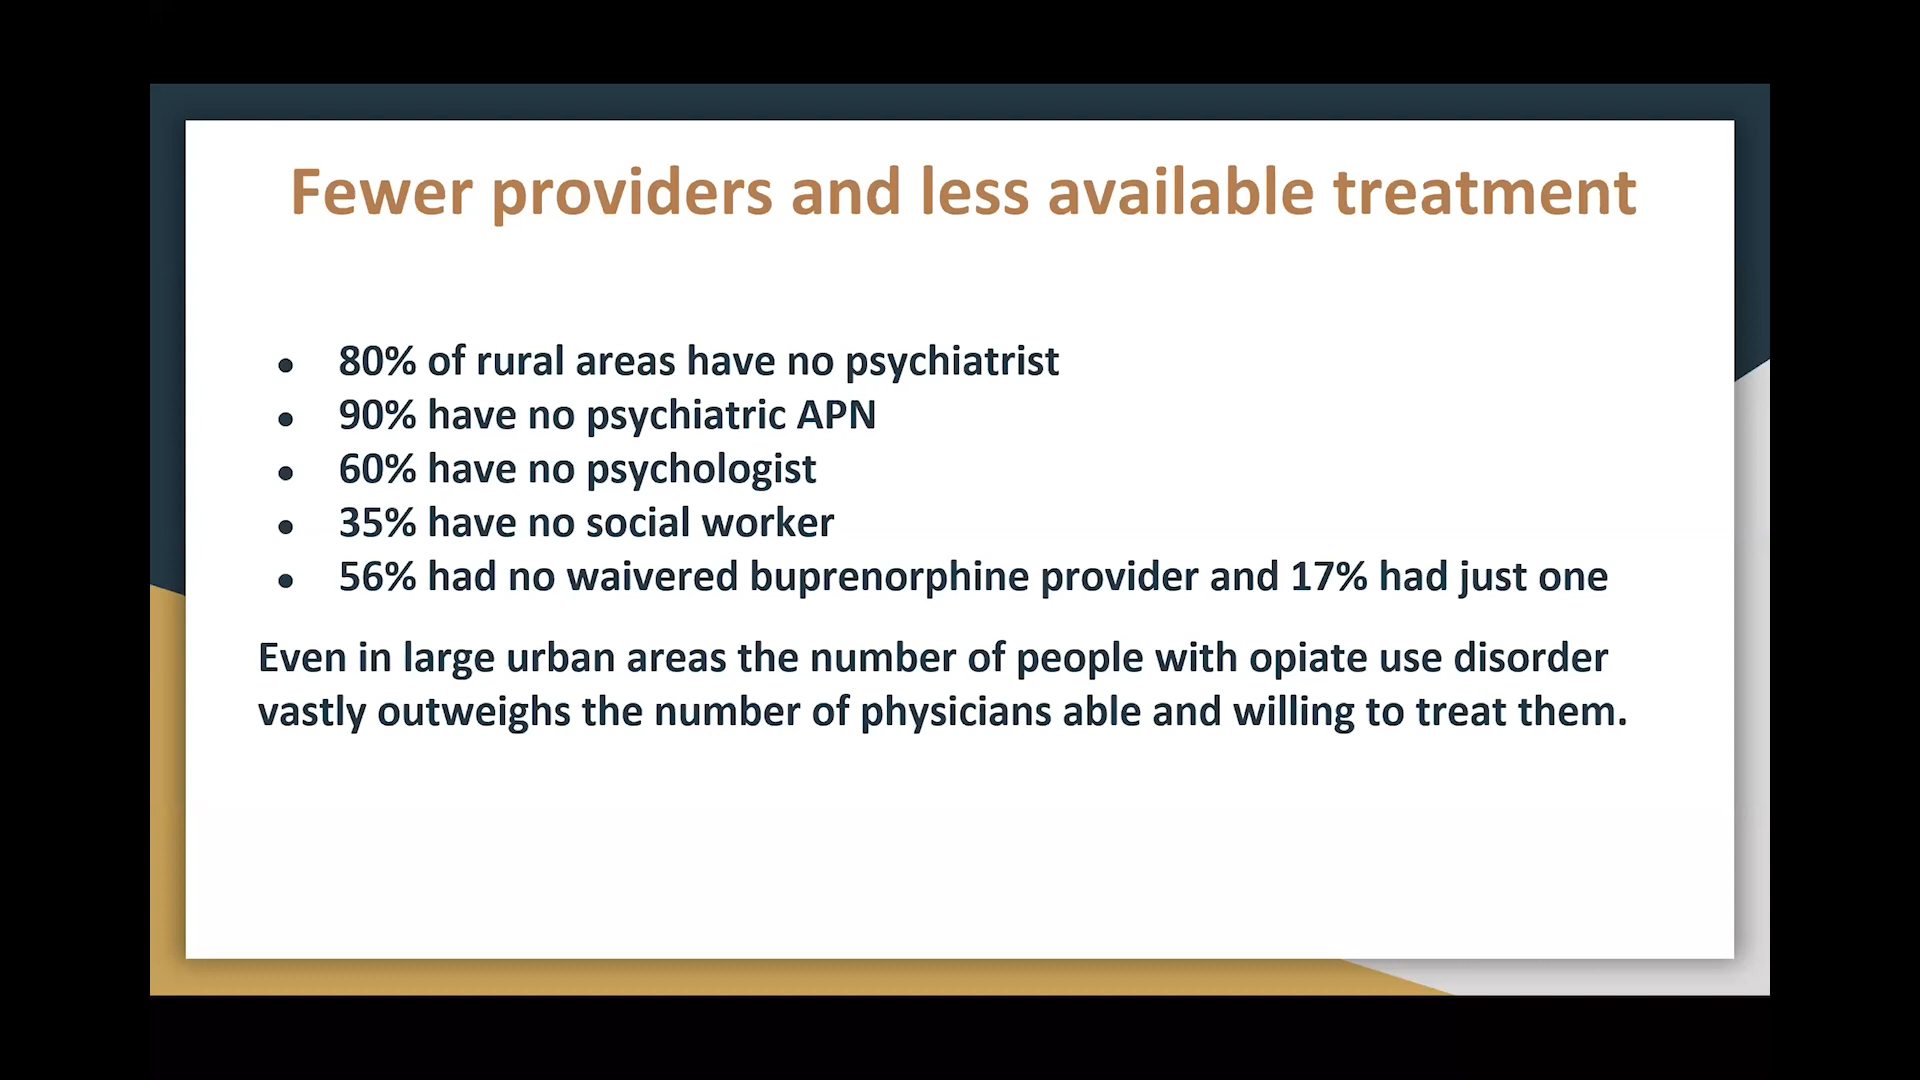 Fewer providers and less available treatment
● 80% of rural areas have no psychiatrist
● 90% have no psychiatric APN
● 60% have no psychologist
● 35% have no social worker
● 56% had no waivered buprenorphine provider and 17% had just one
Even in large urban areas the number of people with opiate use disorder
vastly outweighs the number of physicians able and willing to treat them.